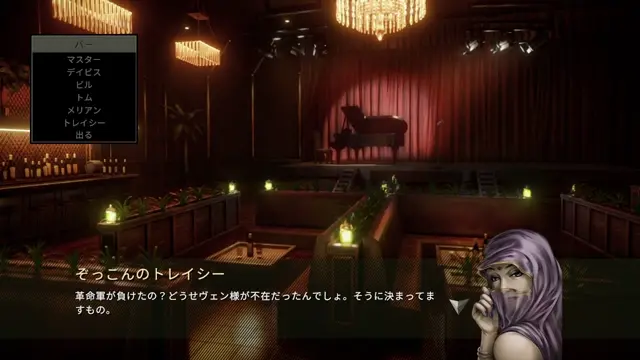 バー
マスター
デイビス
ビル
トム
メリアン
トレイシー
出る
ぞっこんのトレイシー
革命軍が負けたの？どうせヴェン様が不在だったんでしょ。そうに決まってま
すもの。